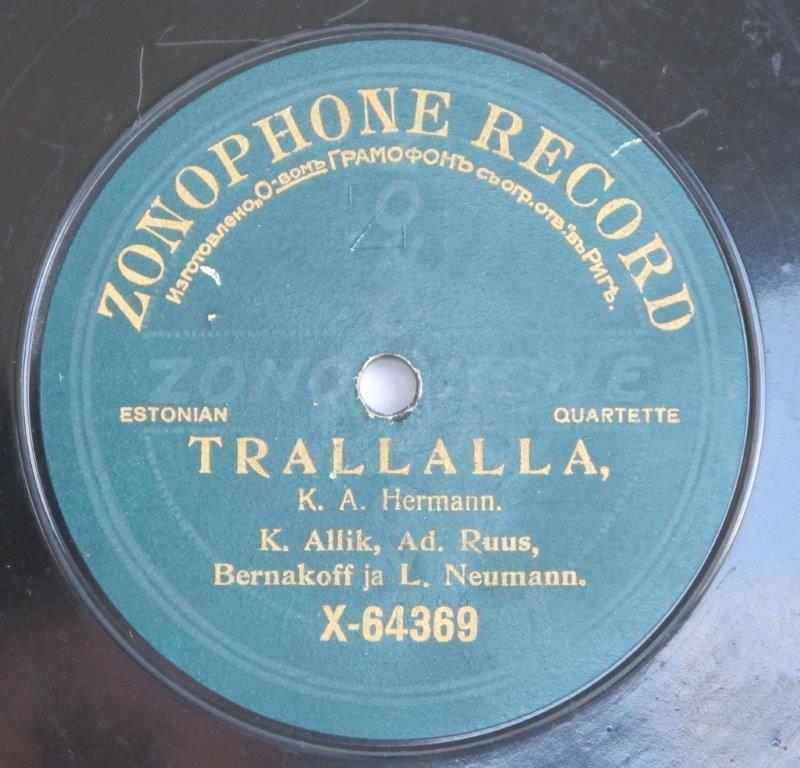 ZONOPHONE RECORD
Изготовлено „О-вомъ ГРАМОФОНЪ съ огр. отв.“ въ Ригѣ.
ZONOPHONE
ESTONIAN QUARTETTE
TRALLALLA,
K. A. Hermann.
K. Allik, Ad. Ruus,
Bernakoff ja L. Neumann.
X-64369